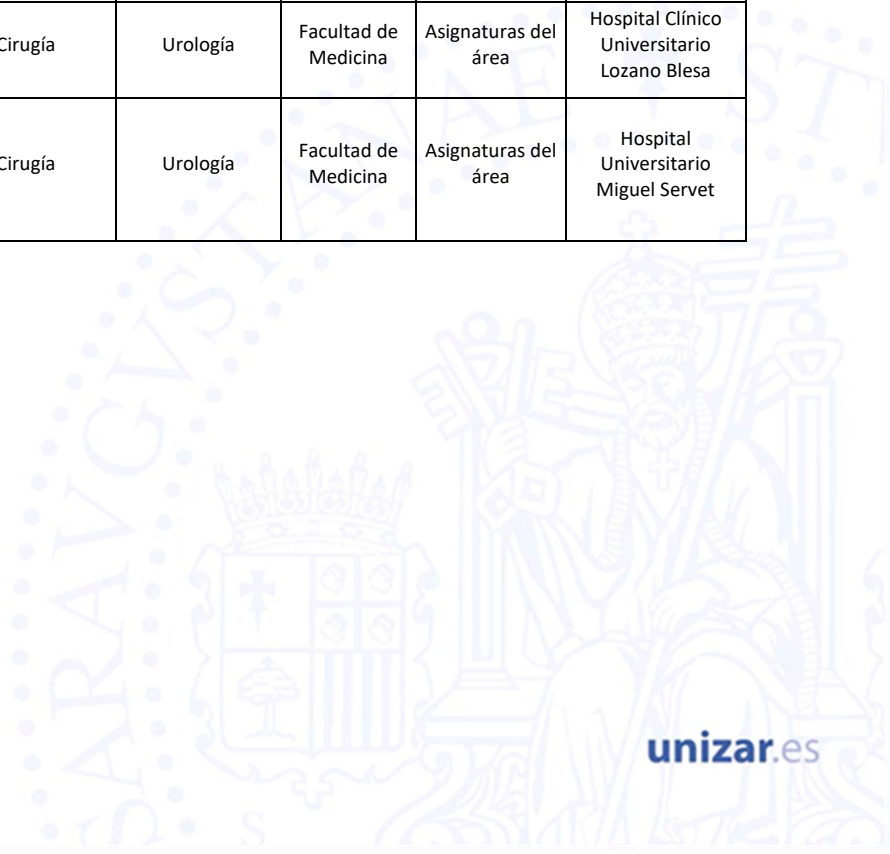 Cirugía
Urología
Facultad de
Medicina
Asignaturas del
área
Hospital Clínico
Universitario
Lozano Blesa
Cirugía
Urología
Facultad de
Medicina
Asignaturas del
área
Hospital
Universitario
Miguel Servet
unizar.es